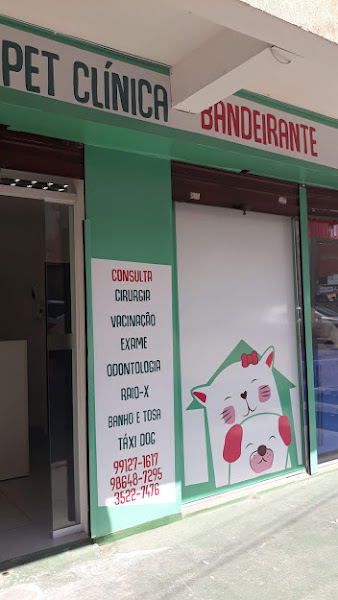 PET CLÍNICA
BANDEIRANTE
CONSULTA
CIRURGIA
VACINAÇÃO
EXAME
ODONTOLOGIA
RAIO-X
BANHO E TOSA
TÁXI DOG
99127-1617
98648-7295
3522-7476